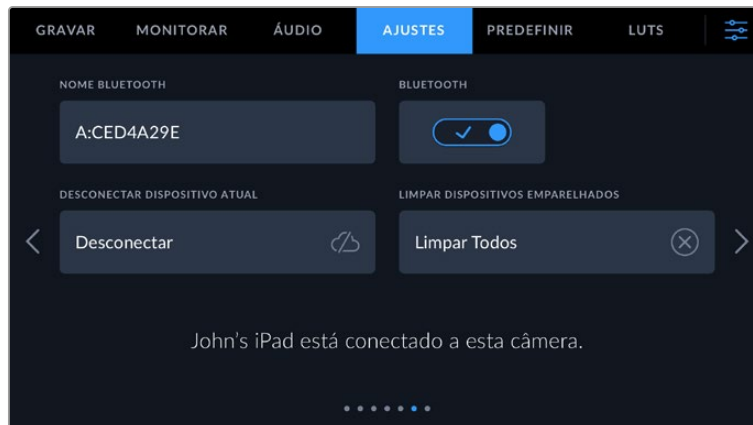 GRAVAR MONITORAR ÁUDIO AJUSTES PREDEFINIR LUTS
NOME BLUETOOTH BLUETOOTH
A:CED4A29E
DESCONECTAR DISPOSITIVO ATUAL LIMPAR DISPOSITIVOS EMPARELHADOS
Desconectar Limpar Todos
John’s iPad está conectado a esta câmera.